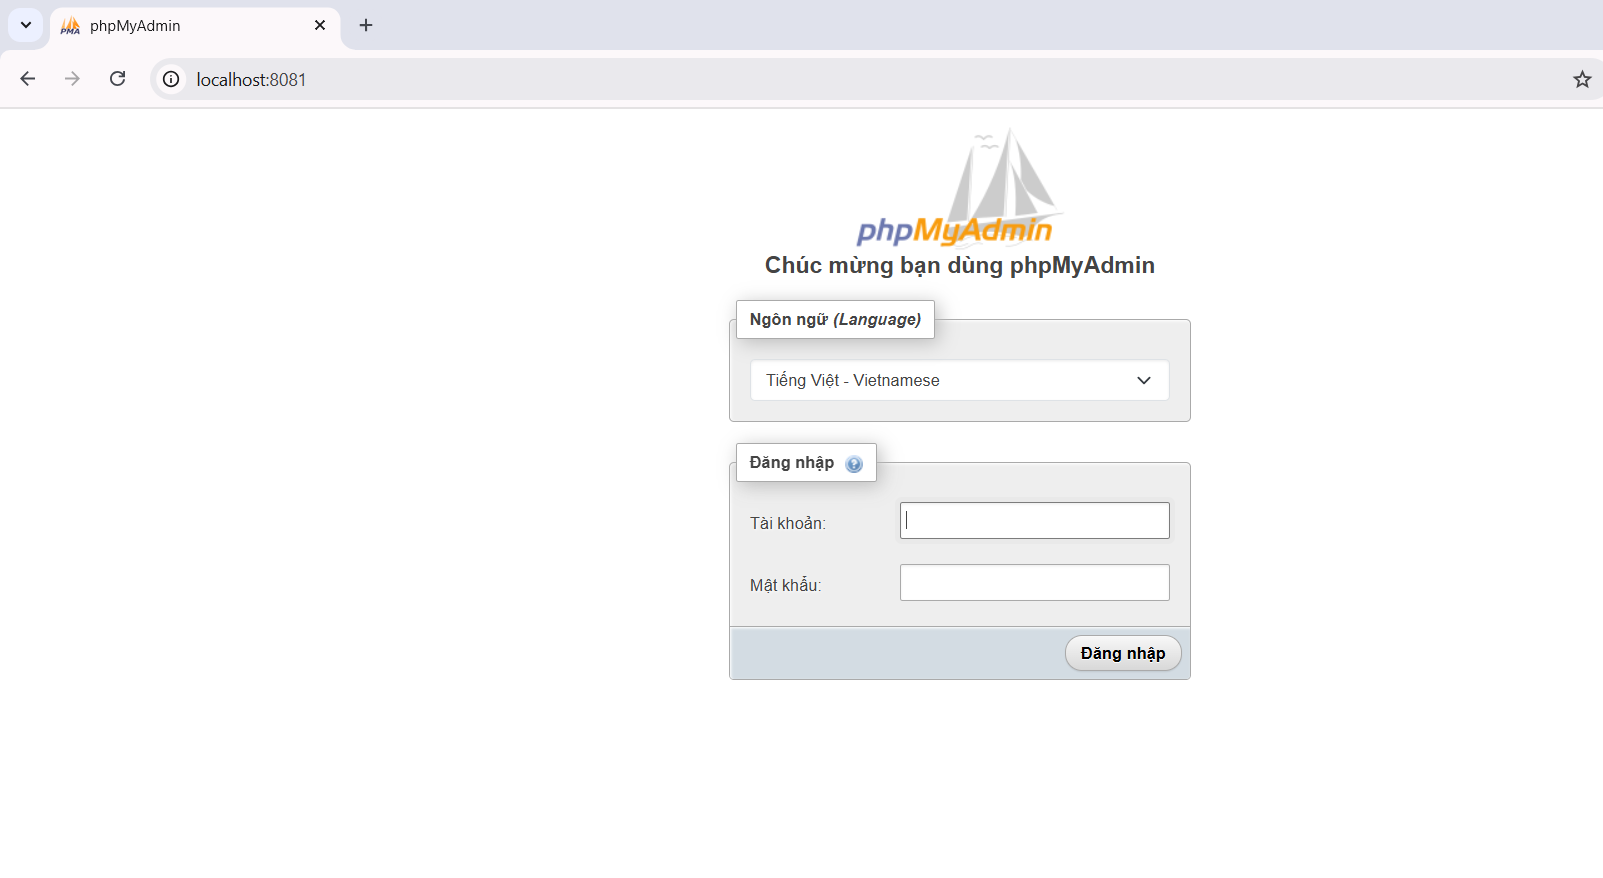 PMA phpMyAdmin
localhost:8081
phpMyAdmin
Chúc mừng bạn dùng phpMyAdmin
Ngôn ngữ (Language)
Tiếng Việt - Vietnamese
Đăng nhập
Tài khoản:
Mật khẩu:
Đăng nhập